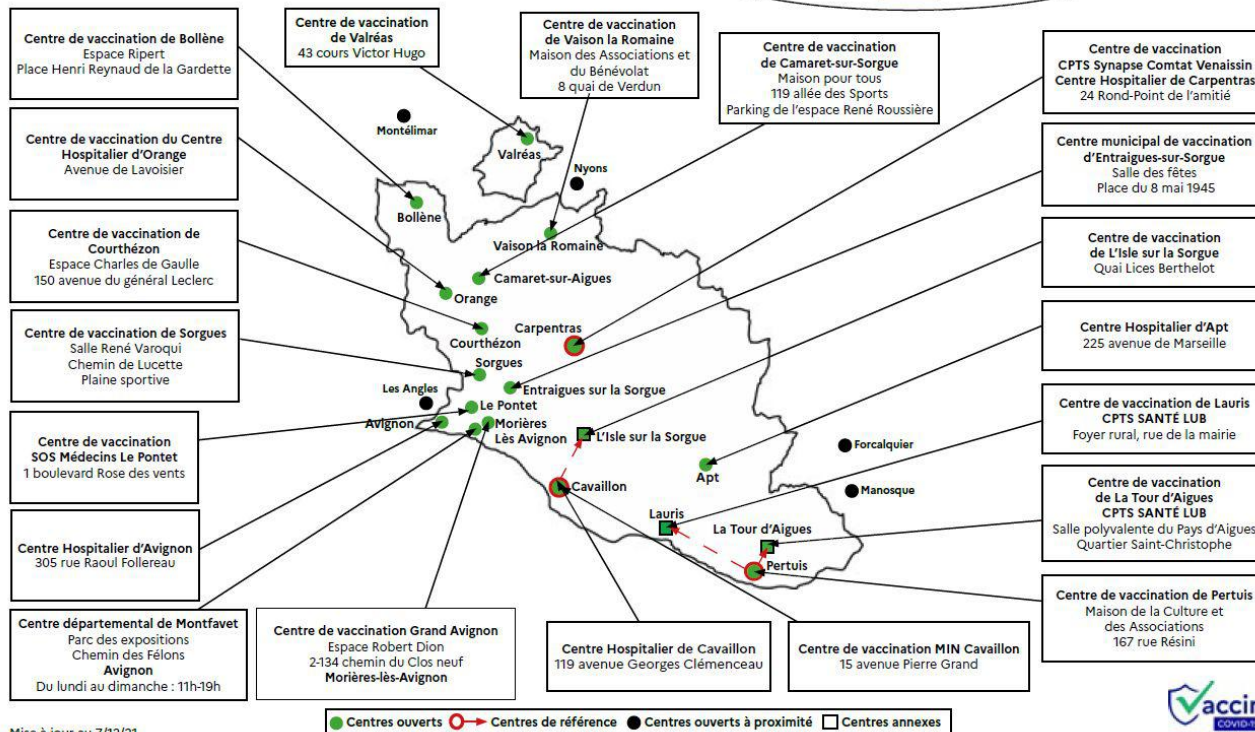 Centre de vaccination de Bollène
Espace Ripert
Place Henri Reynaud de la Gardette
Centre de vaccination
de Valréas
43 cours Victor Hugo
Centre de vaccination
de Vaison la Romaine
Maison des Associations et
du Bénévolat
8 quai de Verdun
Centre de vaccination
de Camaret-sur-Sorgue
Maison pour tous
119 allée des Sports
Parking de l'espace René Roussière
Centre de vaccination
CPTS Synapse Comtat Venaissin
Centre Hospitalier de Carpentras
24 Rond-Point de l'amitié
Centre de vaccination du Centre
Hospitalier d'Orange
Avenue de Lavoisier
Centre municipal de vaccination
d'Entraigues-sur-Sorgue
Salle des fêtes
Place du 8 mai 1945
Centre de vaccination de
Courthézon
Espace Charles de Gaulle
150 avenue du général Leclerc
Centre de vaccination
de L'Isle sur la Sorgue
Quai Lices Berthelot
Centre de vaccination de Sorgues
Salle René Varoqui
Chemin de Lucette
Plaine sportive
Centre Hospitalier d'Apt
225 avenue de Marseille
Centre de vaccination
SOS Médecins Le Pontet
1 boulevard Rose des vents
Centre de vaccination de Lauris
CPTS SANTÉ LUB
Foyer rural, rue de la mairie
Centre Hospitalier d'Avignon
305 rue Raoul Follereau
Centre de vaccination
de La Tour d'Aigues
CPTS SANTÉ LUB
Salle polyvalente du Pays d'Aigues
Quartier Saint-Christophe
Centre départemental de Montfavet
Parc des expositions
Chemin des Félons
Avignon
Du lundi au dimanche : 11h-19h
Centre de vaccination Grand Avignon
Espace Robert Dion
2-134 chemin du Clos neuf
Morières-lès-Avignon
Centre Hospitalier de Cavaillon
119 avenue Georges Clémenceau
Centre de vaccination MIN Cavaillon
15 avenue Pierre Grand
Centre de vaccination de Pertuis
Maison de la Culture et
des Associations
167 rue Résini
Montélimar
Valréas
Nyons
Bollène
Vaison la Romaine
Camaret-sur-Aigues
Orange
Carpentras
Courthézon
Sorgues
Entraigues sur la Sorgue
Les Angles
Le Pontet
Avignon
Morières
Lès Avignon
L'Isle sur la Sorgue
Forcalquier
Apt
Cavaillon
Manosque
Lauris
La Tour d'Aigues
Pertuis
Centres ouverts
Centres de référence
Centres ouverts à proximité
Centres annexes
Mise à jour au 7/12/21
Vaccin
COVID-1